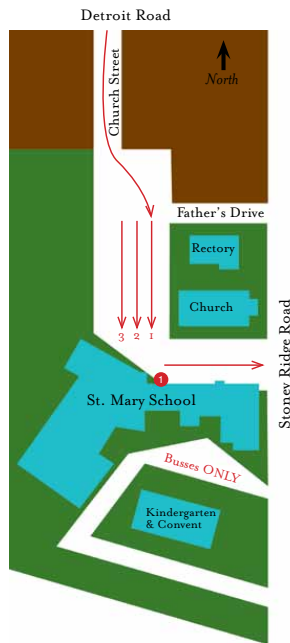 Detroit Road
Church Street
North
Father's Drive
Rectory
Church
3 2 1
Stoney Ridge Road
1
St. Mary School
Busses ONLY
Kindergarten
& Convent